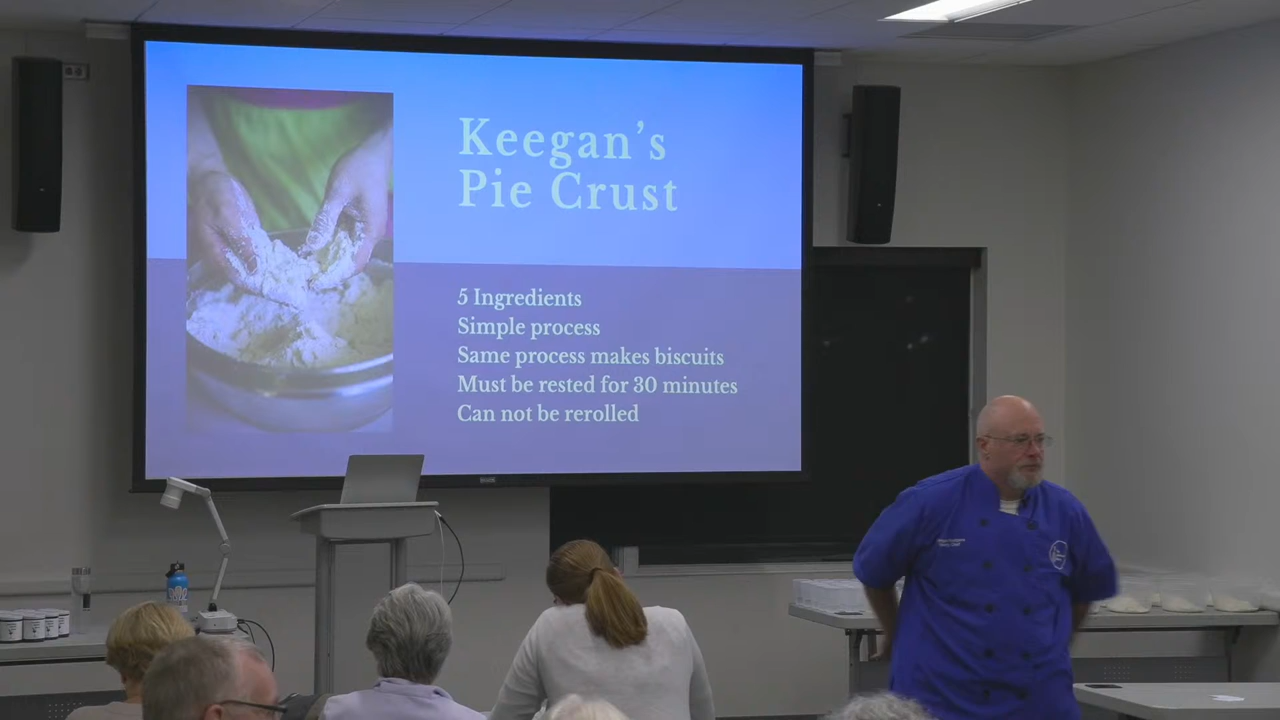 Keegan's
Pie Crust
5 Ingredients
Simple process
Same process makes biscuits
Must be rested for 30 minutes
Can not be rerolled